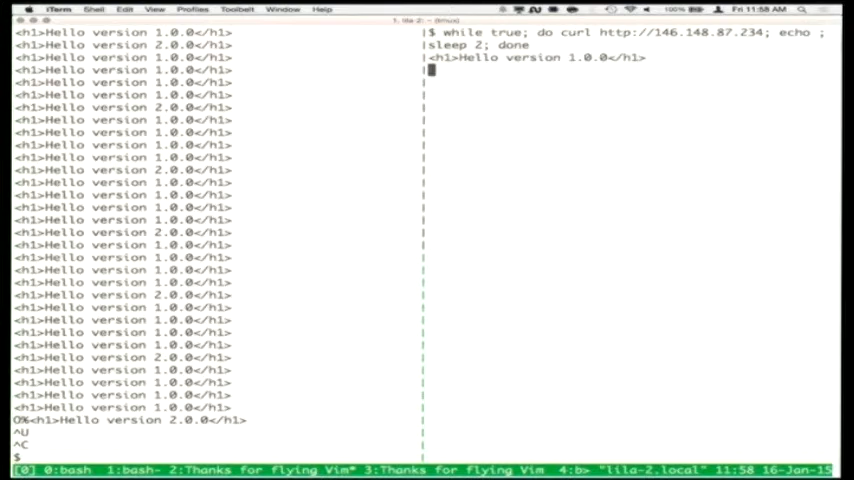 iTerm Shell Edit View Profiles Toolbelt Window Help 100% Fri 11:58 AM
1. lila-2: ~ (tmux)
<h1>Hello version 1.0.0</h1>
<h1>Hello version 2.0.0</h1>
<h1>Hello version 1.0.0</h1>
<h1>Hello version 1.0.0</h1>
<h1>Hello version 1.0.0</h1>
<h1>Hello version 1.0.0</h1>
<h1>Hello version 2.0.0</h1>
<h1>Hello version 1.0.0</h1>
<h1>Hello version 1.0.0</h1>
<h1>Hello version 1.0.0</h1>
<h1>Hello version 1.0.0</h1>
<h1>Hello version 2.0.0</h1>
<h1>Hello version 1.0.0</h1>
<h1>Hello version 1.0.0</h1>
<h1>Hello version 1.0.0</h1>
<h1>Hello version 1.0.0</h1>
<h1>Hello version 2.0.0</h1>
<h1>Hello version 1.0.0</h1>
<h1>Hello version 1.0.0</h1>
<h1>Hello version 1.0.0</h1>
<h1>Hello version 1.0.0</h1>
<h1>Hello version 2.0.0</h1>
<h1>Hello version 1.0.0</h1>
<h1>Hello version 1.0.0</h1>
<h1>Hello version 1.0.0</h1>
<h1>Hello version 1.0.0</h1>
<h1>Hello version 2.0.0</h1>
<h1>Hello version 1.0.0</h1>
<h1>Hello version 1.0.0</h1>
<h1>Hello version 1.0.0</h1>
<h1>Hello version 1.0.0</h1>
O%<h1>Hello version 2.0.0</h1>
^U
^C
$
$ while true; do curl http://146.148.87.234; echo ;
sleep 2; done
<h1>Hello version 1.0.0</h1>
[0] 0:bash 1:bash- 2:Thanks for flying Vim* 3:Thanks for flying Vim 4:b> "lila-2.local" 11:58 16-Jan-15